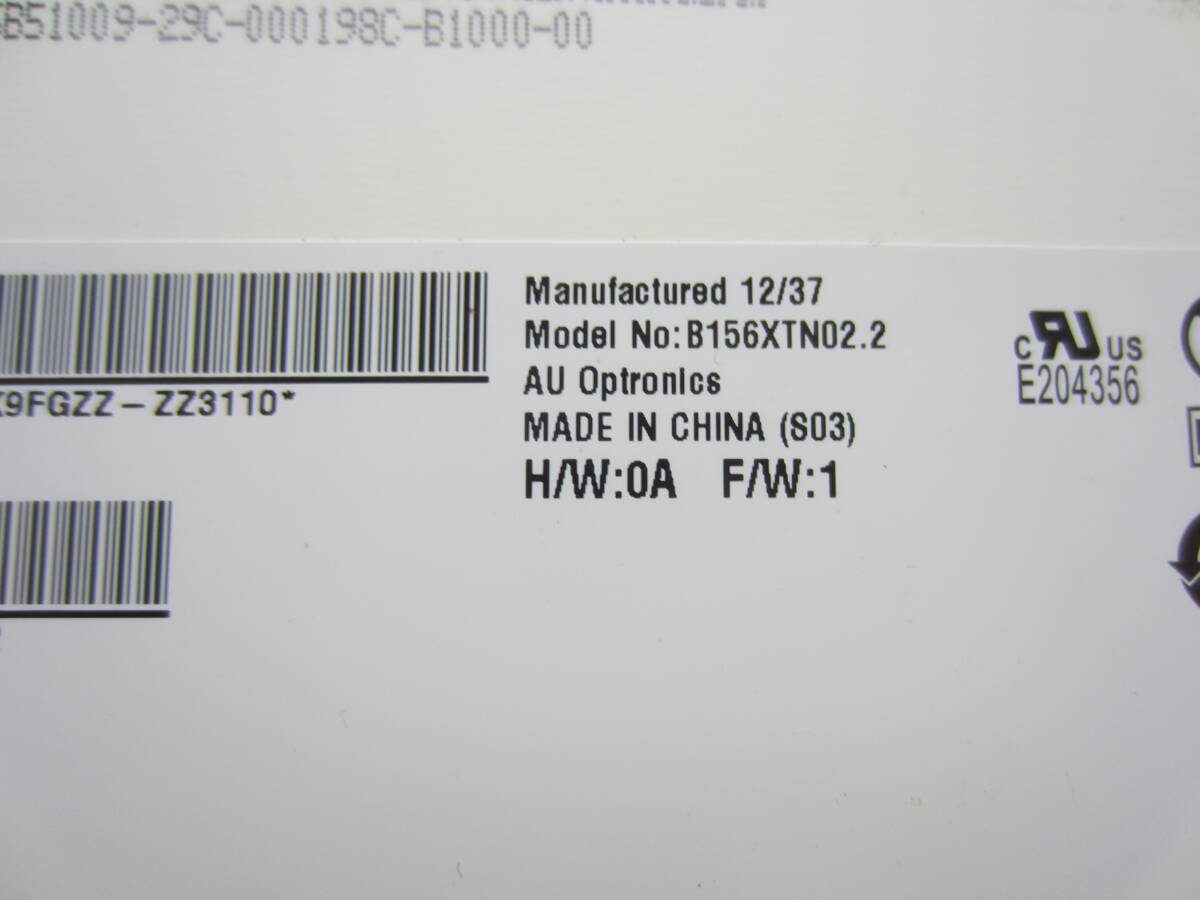 B51009-29C-000198C-B1000-00
Manufactured 12/37
Model No:B156XTN02.2
AU Optronics
MADE IN CHINA (S03)
H/W:0A F/W:1
9FGZZ-ZZ3110*
C US
E204356